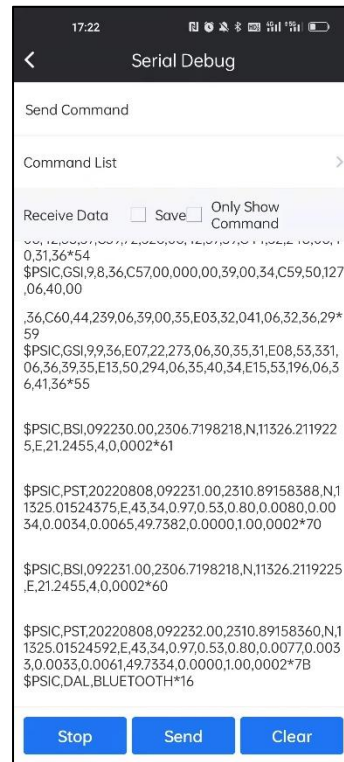 17:22
Serial Debug
Send Command
Command List
Receive Data Save Only Show
Command
0,31,36*54
$PSIC,GSI,9,8,36,C57,00,000,00,39,00,34,C59,50,127
,06,40,00
,36,C60,44,239,06,39,00,35,E03,32,041,06,32,36,29*
59
$PSIC,GSI,9,9,36,E07,22,273,06,30,35,31,E08,53,331,
06,36,39,35,E13,50,294,06,35,40,34,E15,53,196,06,3
6,41,36*55
$PSIC,BSI,092230.00,2306.7198218,N,11326.211922
5,E,21.2455,4,0,0002*61
$PSIC,PST,20220808,092231.00,2310.89158388,N,1
1325.01524375,E,43,34,0.97,0.53,0.80,0.0080,0.00
34,0.0034,0.0065,49.7382,0.0000,1.00,0002*70
$PSIC,BSI,092231.00,2306.7198218,N,11326.2119225
,E,21.2455,4,0,0002*60
$PSIC,PST,20220808,092232.00,2310.89158360,N,1
1325.01524592,E,43,34,0.97,0.53,0.80,0.0077,0.003
3,0.0033,0.0061,49.7334,0.0000,1.00,0002*7B
$PSIC,DAL,BLUETOOTH*16
Stop Send Clear